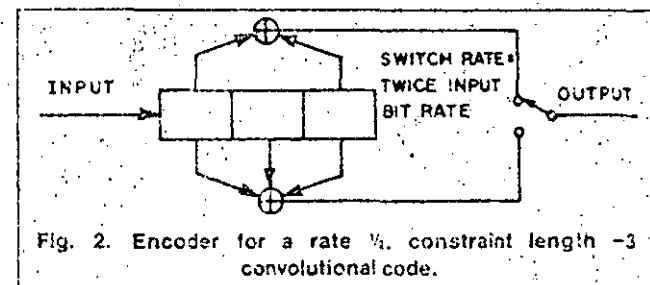 SWITCH RATE:
TWICE INPUT
BIT RATE
INPUT
OUTPUT
Fig. 2. Encoder for a rate ½, constraint length -3
convolutional code.